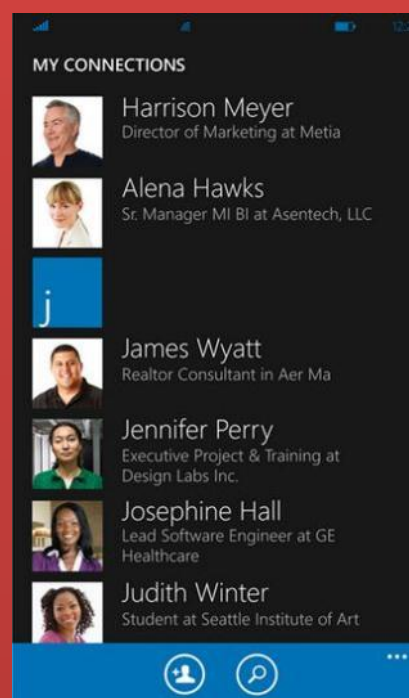 MY CONNECTIONS
Harrison Meyer
Director of Marketing at Metia
Alena Hawks
Sr. Manager MI BI at Asentech, LLC
j
James Wyatt
Realtor Consultant in Aer Ma
Jennifer Perry
Executive Project & Training at
Design Labs Inc.
Josephine Hall
Lead Software Engineer at GE
Healthcare
Judith Winter
Student at Seattle Institute of Art